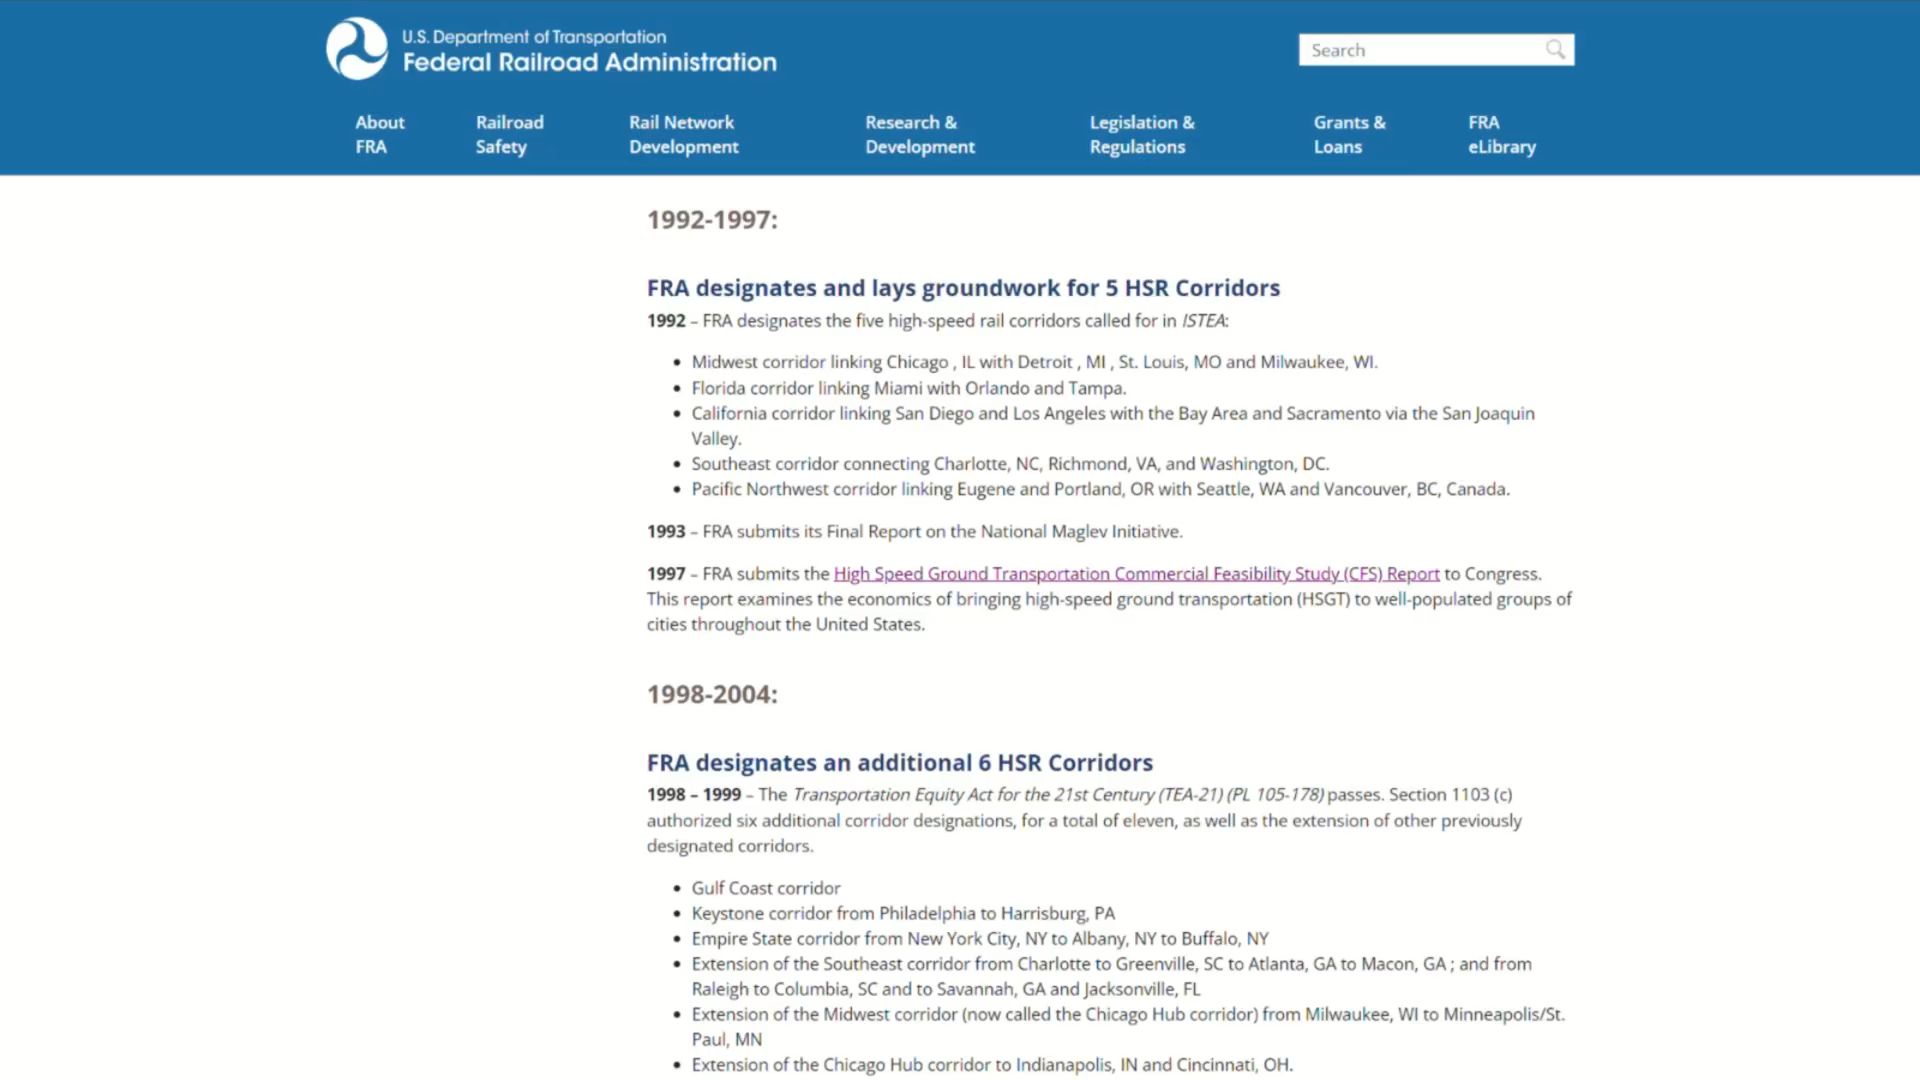 U.S. Department of Transportation
Federal Railroad Administration
Search
About
FRA
Railroad
Safety
Rail Network
Development
Research &
Development
Legislation &
Regulations
Grants &
Loans
FRA
eLibrary
1992-1997:
FRA designates and lays groundwork for 5 HSR Corridors
1992 – FRA designates the five high-speed rail corridors called for in ISTEA:
• Midwest corridor linking Chicago , IL with Detroit , MI , St. Louis, MO and Milwaukee, WI.
• Florida corridor linking Miami with Orlando and Tampa.
• California corridor linking San Diego and Los Angeles with the Bay Area and Sacramento via the San Joaquin
Valley.
• Southeast corridor connecting Charlotte, NC, Richmond, VA, and Washington, DC.
• Pacific Northwest corridor linking Eugene and Portland, OR with Seattle, WA and Vancouver, BC, Canada.
1993 – FRA submits its Final Report on the National Maglev Initiative.
1997 – FRA submits the High Speed Ground Transportation Commercial Feasibility Study (CFS) Report to Congress.
This report examines the economics of bringing high-speed ground transportation (HSGT) to well-populated groups of
cities throughout the United States.
1998-2004:
FRA designates an additional 6 HSR Corridors
1998 – 1999 – The Transportation Equity Act for the 21st Century (TEA-21) (PL 105-178) passes. Section 1103 (c)
authorized six additional corridor designations, for a total of eleven, as well as the extension of other previously
designated corridors.
• Gulf Coast corridor
• Keystone corridor from Philadelphia to Harrisburg, PA
• Empire State corridor from New York City, NY to Albany, NY to Buffalo, NY
• Extension of the Southeast corridor from Charlotte to Greenville, SC to Atlanta, GA to Macon, GA ; and from
Raleigh to Columbia, SC and to Savannah, GA and Jacksonville, FL
• Extension of the Midwest corridor (now called the Chicago Hub corridor) from Milwaukee, WI to Minneapolis/St.
Paul, MN
• Extension of the Chicago Hub corridor to Indianapolis, IN and Cincinnati, OH.